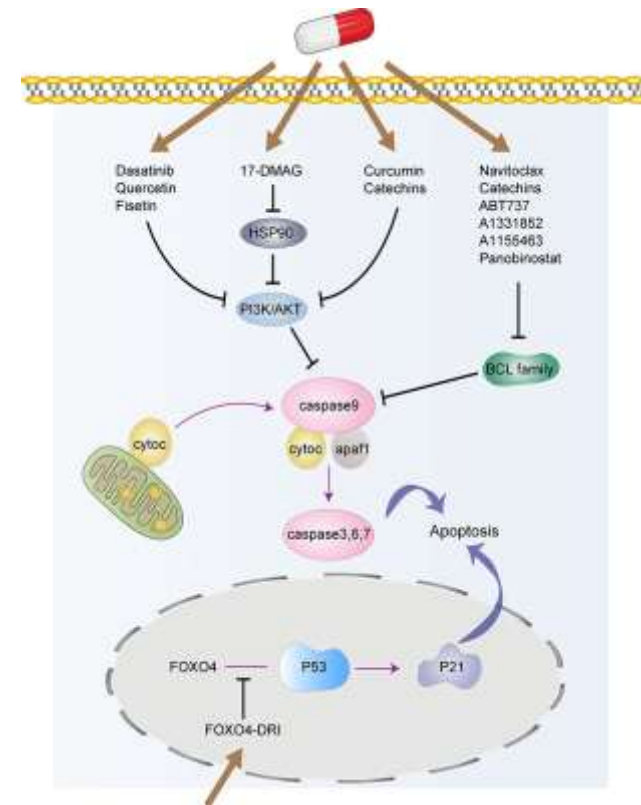 Dasatinib
Quercetin
Fisetin
17-DMAG
Curcumin
Catechins
Navitoclax
Catechins
ABT737
A1331852
A1155463
Panobinostat
HSP90
PI3K/AKT
BCL family
caspase9
cytoc
cytoc
apaf1
caspase3,6,7
Apoptosis
FOXO4
P53
P21
FOXO4-DRI